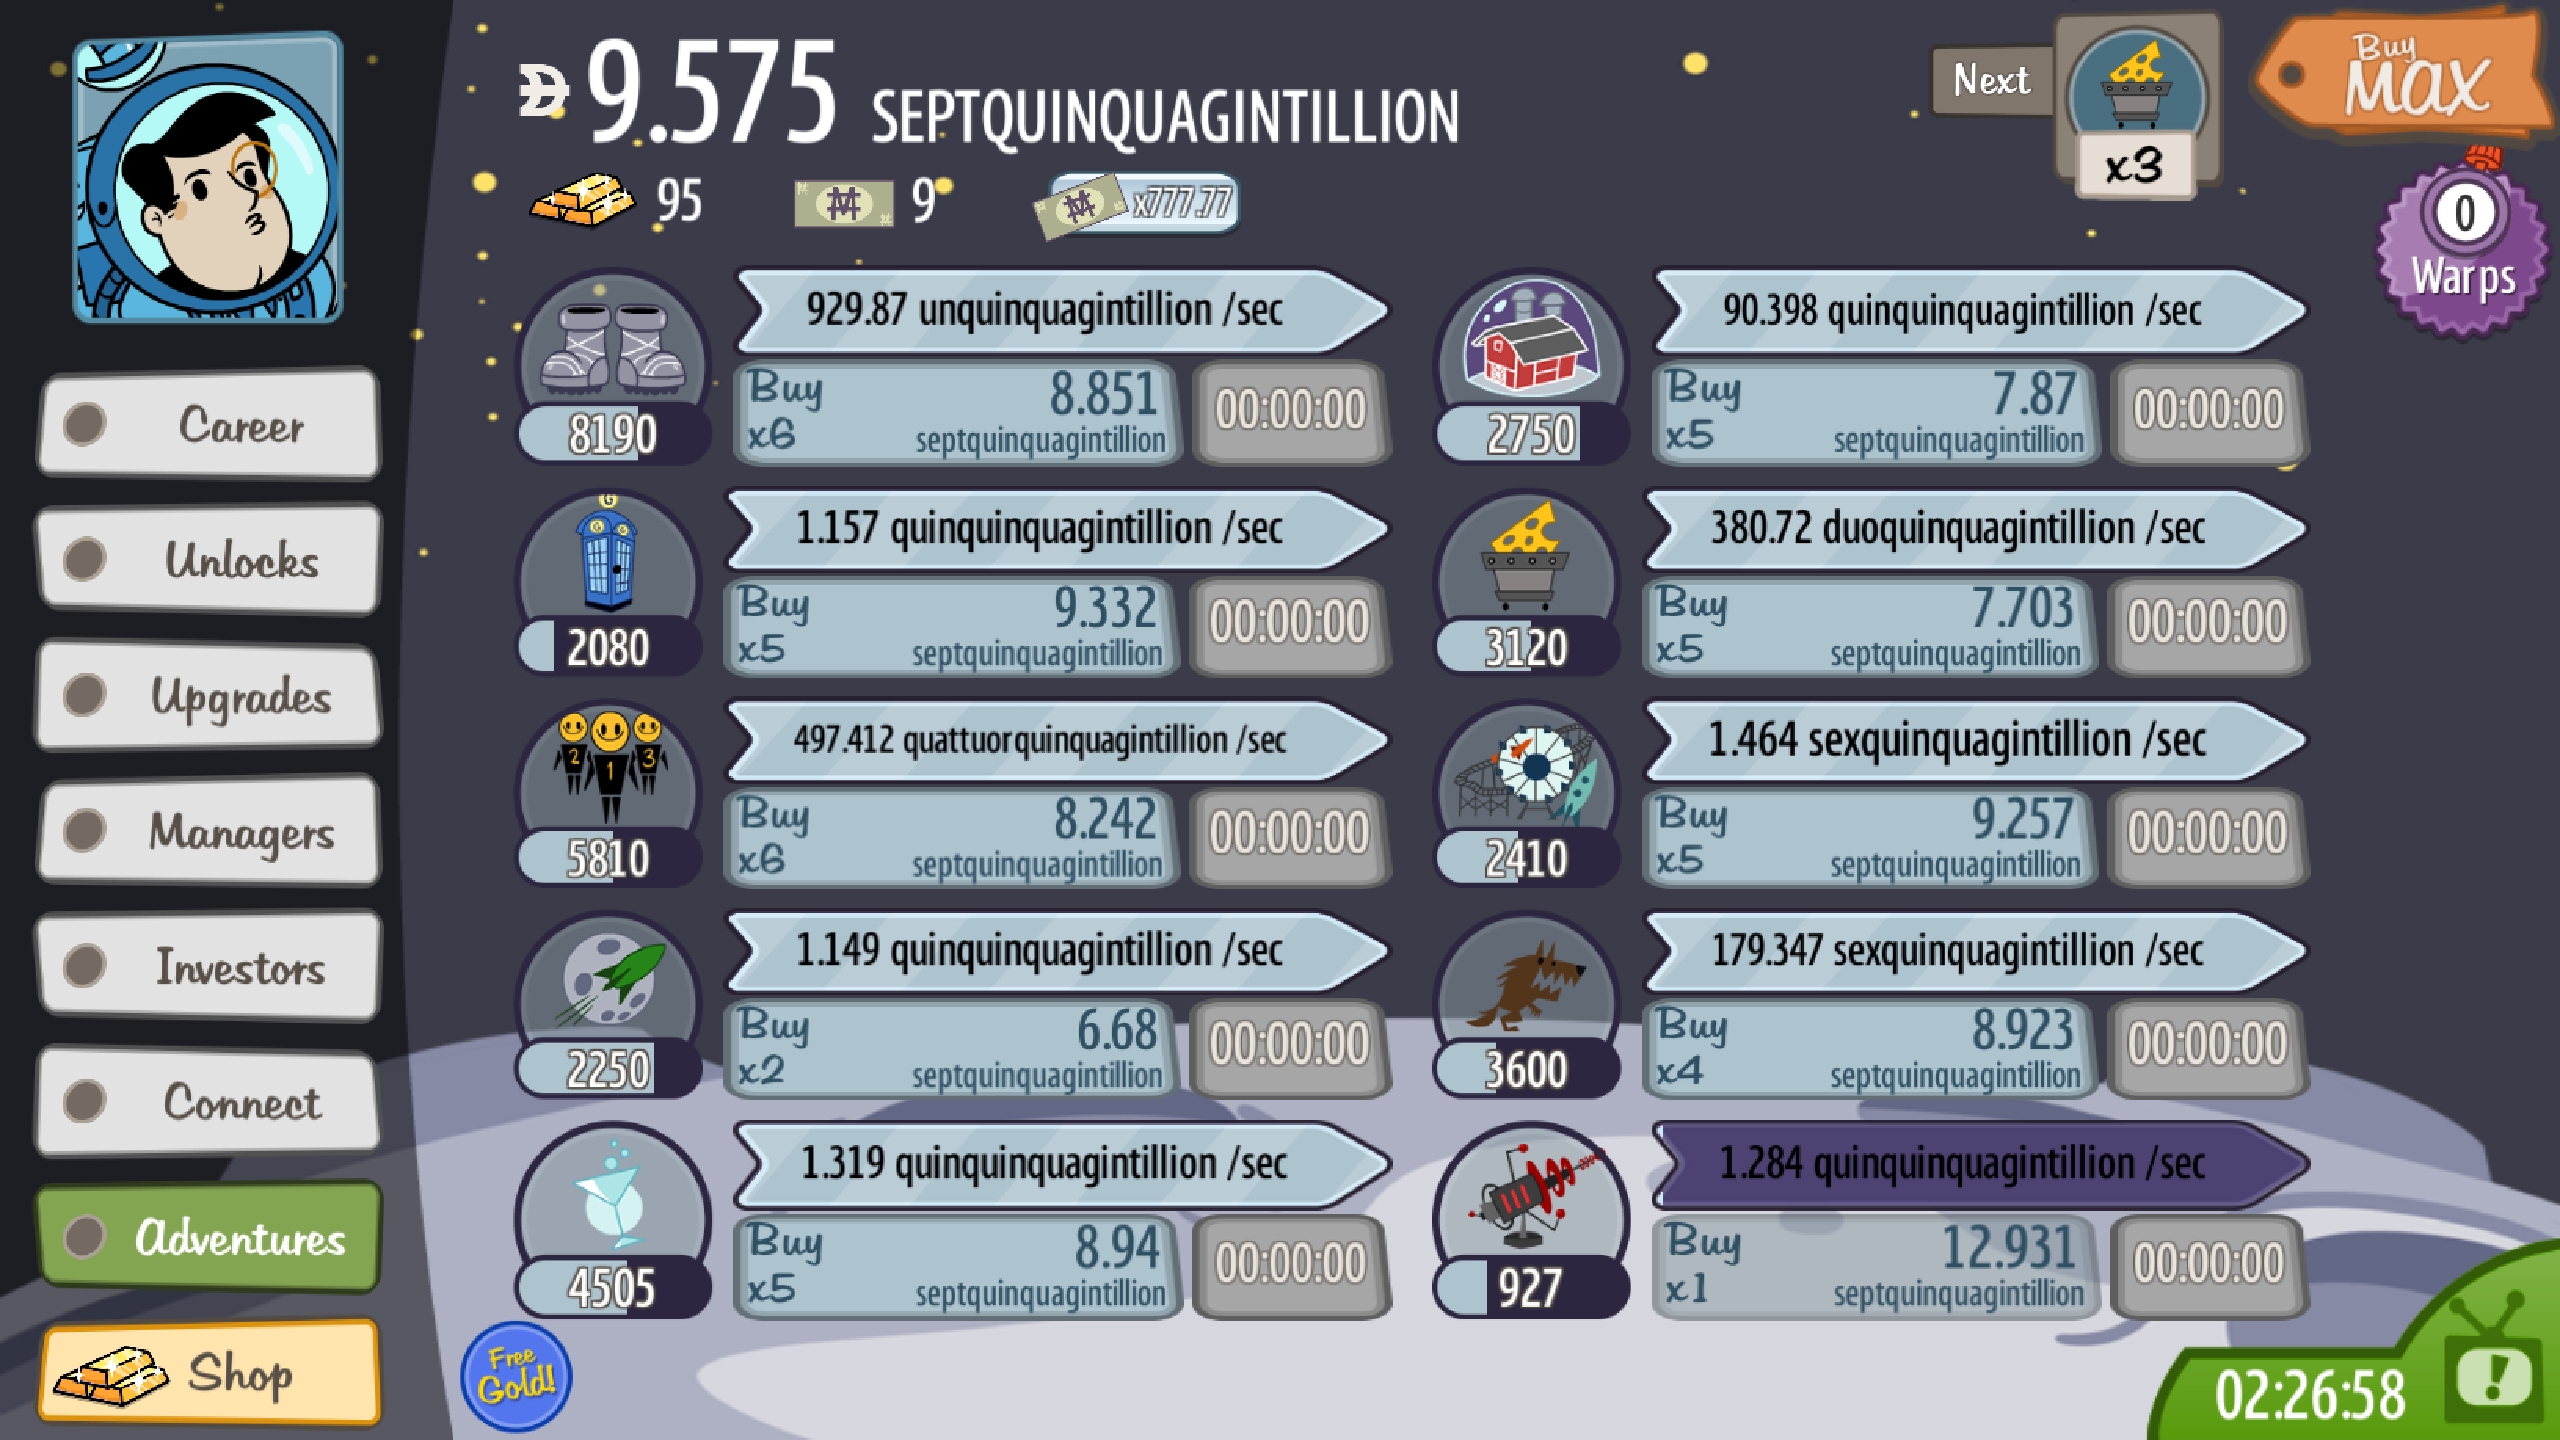 9.575 SEPTQUINQUAGINTILLION
95 9 x777.77
Next
x3
Buy
MAX
0
Warps
Career
Unlocks
Upgrades
Managers
Investors
Connect
Adventures
Shop
929.87 unquinquagintillion /sec
8190
Buy 8.851
x6 septquinquagintillion
00:00:00
G
G G
1.157 quinquinquagintillion /sec
2080
Buy 9.332
x5 septquinquagintillion
00:00:00
2 1 3
497.412 quattuorquinquagintillion /sec
5810
Buy 8.242
x6 septquinquagintillion
00:00:00
1.149 quinquinquagintillion /sec
2250
Buy 6.68
x2 septquinquagintillion
00:00:00
1.319 quinquinquagintillion /sec
4505
Buy 8.94
x5 septquinquagintillion
00:00:00
90.398 quinquinquagintillion /sec
2750
Buy 7.87
x5 septquinquagintillion
00:00:00
380.72 duoquinquagintillion /sec
3120
Buy 7.703
x5 septquinquagintillion
00:00:00
1.464 sexquinquagintillion /sec
2410
Buy 9.257
x5 septquinquagintillion
00:00:00
179.347 sexquinquagintillion /sec
3600
Buy 8.923
x4 septquinquagintillion
00:00:00
1.284 quinquinquagintillion /sec
927
Buy 12.931
x1 septquinquagintillion
00:00:00
Free
Gold!
02:26:58
!